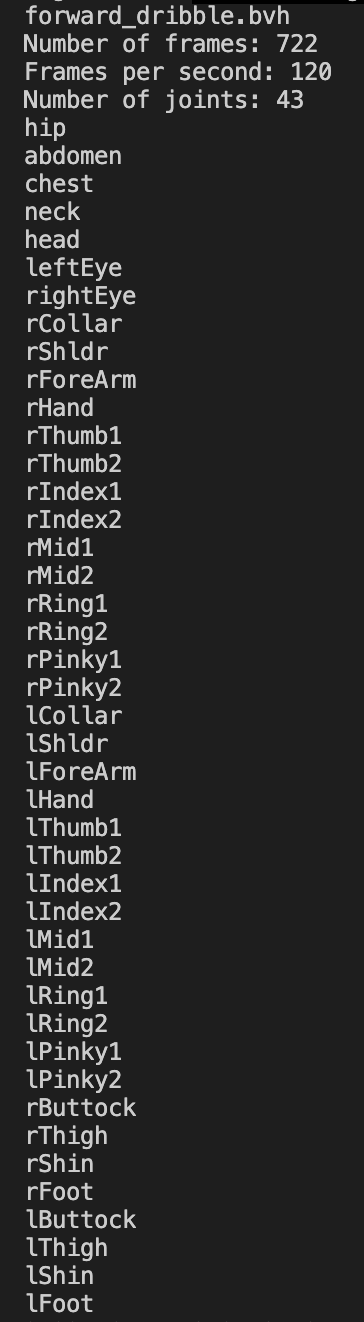 forward_dribble.bvh
Number of frames: 722
Frames per second: 120
Number of joints: 43
hip
abdomen
chest
neck
head
leftEye
rightEye
rCollar
rShldr
rForeArm
rHand
rThumb1
rThumb2
rIndex1
rIndex2
rMid1
rMid2
rRing1
rRing2
rPinky1
rPinky2
lCollar
lShldr
lForeArm
lHand
lThumb1
lThumb2
lIndex1
lIndex2
lMid1
lMid2
lRing1
lRing2
lPinky1
lPinky2
rButtock
rThigh
rShin
rFoot
lButtock
lThigh
lShin
lFoot